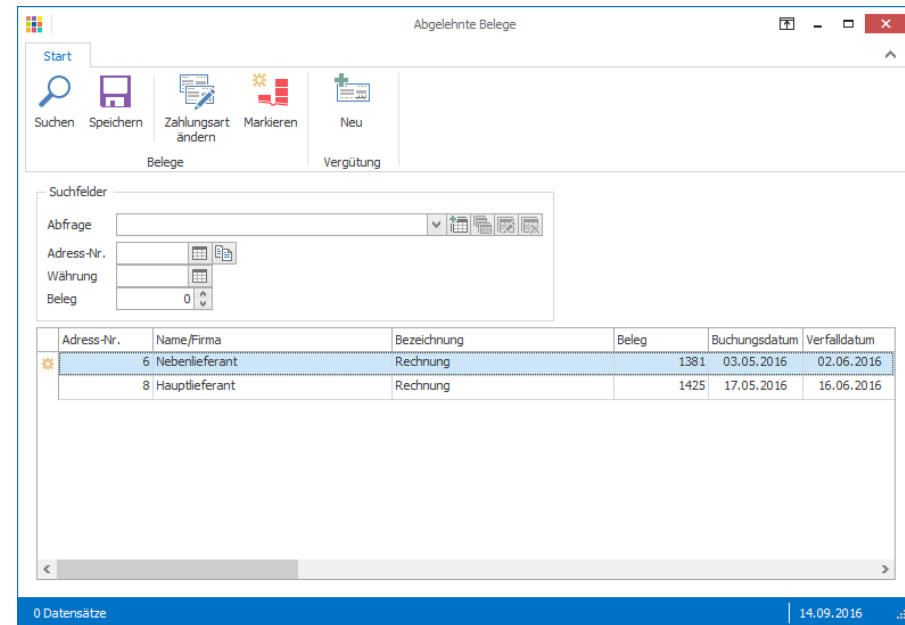 Abgelehnte Belege
Start
Suchen Speichern Zahlungsart ändern Markieren Neu
Belege Vergütung
Suchfelder
Abfrage
Adress-Nr.
Währung
Beleg 0
Adress-Nr. Name/Firma Bezeichnung Beleg Buchungsdatum Verfalldatum
6 Nebenlieferant Rechnung 1381 03.05.2016 02.06.2016
8 Hauptlieferant Rechnung 1425 17.05.2016 16.06.2016
0 Datensätze 14.09.2016